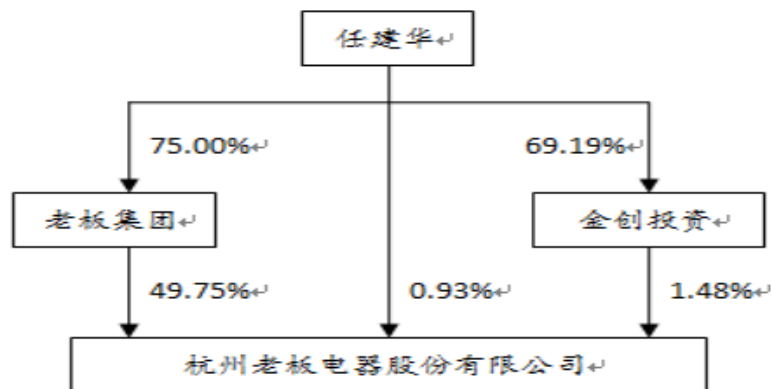 任建华
75.00%
69.19%
老板集团
金创投资
49.75%
0.93%
1.48%
杭州老板电器股份有限公司